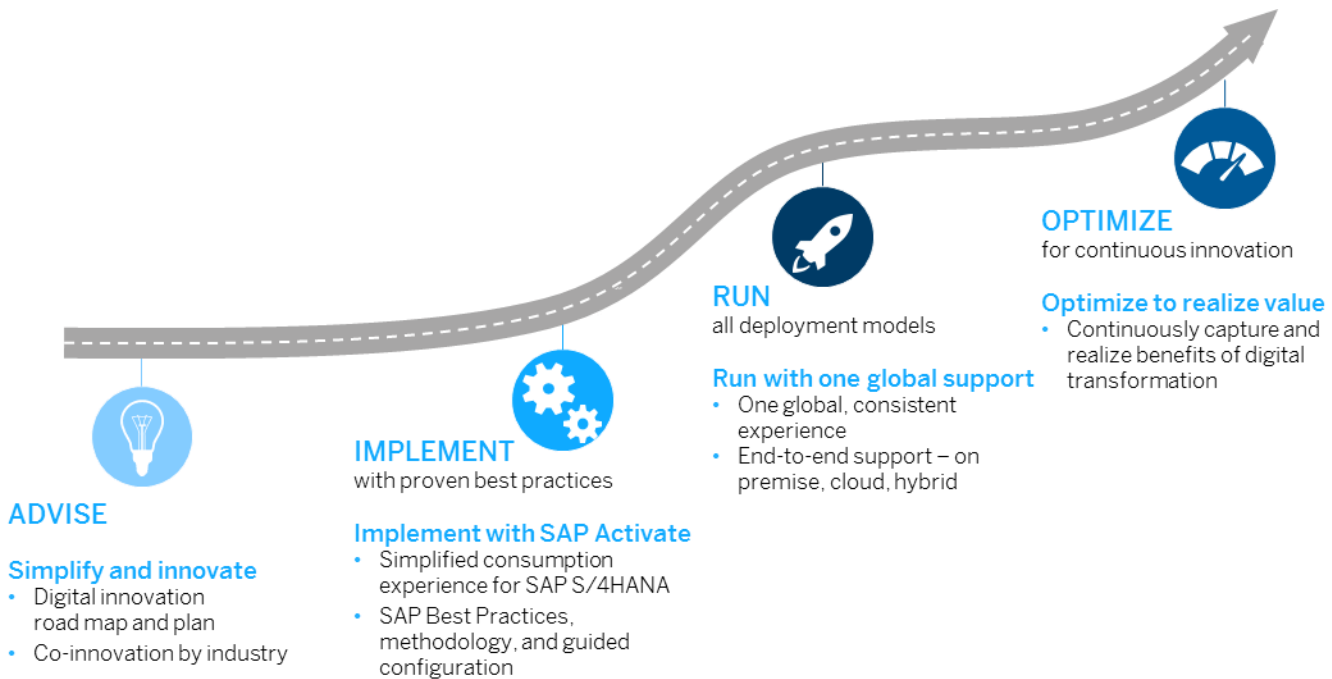 ADVISE
Simplify and innovate
• Digital innovation
road map and plan
• Co-innovation by industry
IMPLEMENT
with proven best practices
Implement with SAP Activate
• Simplified consumption
experience for SAP S/4HANA
• SAP Best Practices,
methodology, and guided
configuration
RUN
all deployment models
Run with one global support
• One global, consistent
experience
• End-to-end support – on
premise, cloud, hybrid
OPTIMIZE
for continuous innovation
Optimize to realize value
• Continuously capture and
realize benefits of digital
transformation